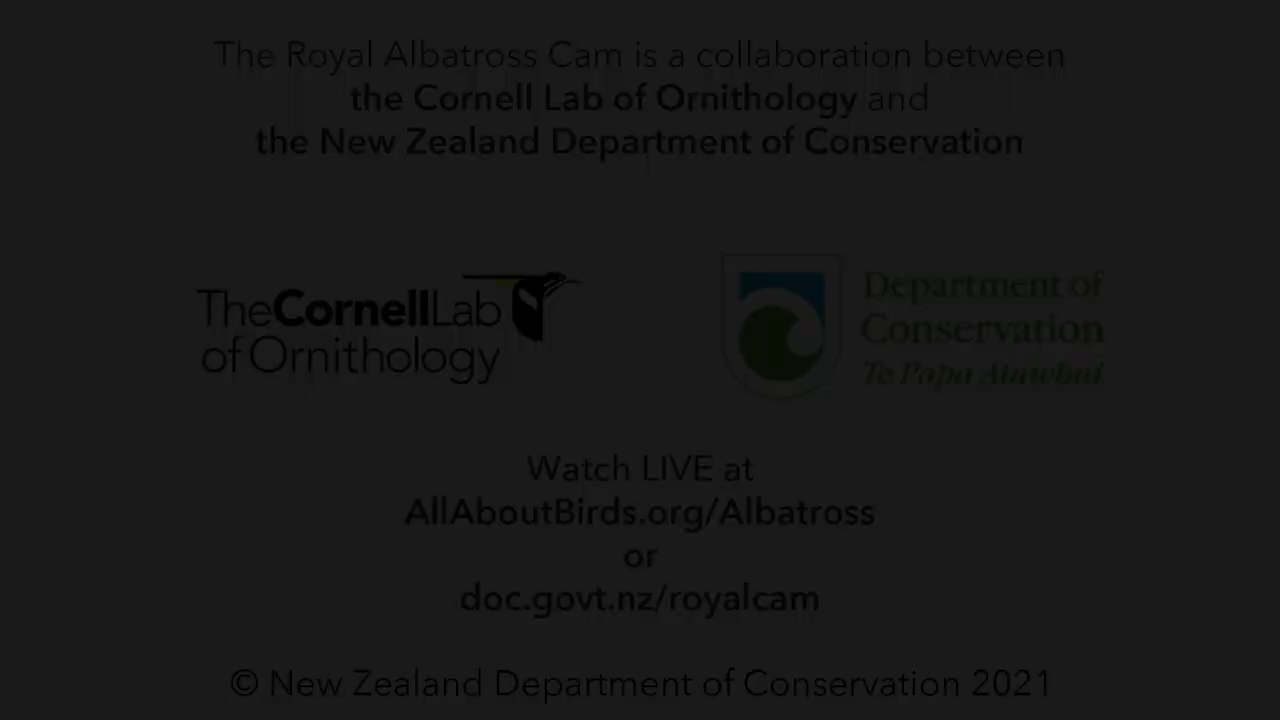 The Royal Albatross Cam is a collaboration between
the Cornell Lab of Ornithology and
the New Zealand Department of Conservation
TheCornellLab
of Ornithology
Department of
Conservation
Te Papa Atawhai
Watch LIVE at
AllAboutBirds.org/Albatross
or
doc.govt.nz/royalcam
© New Zealand Department of Conservation 2021